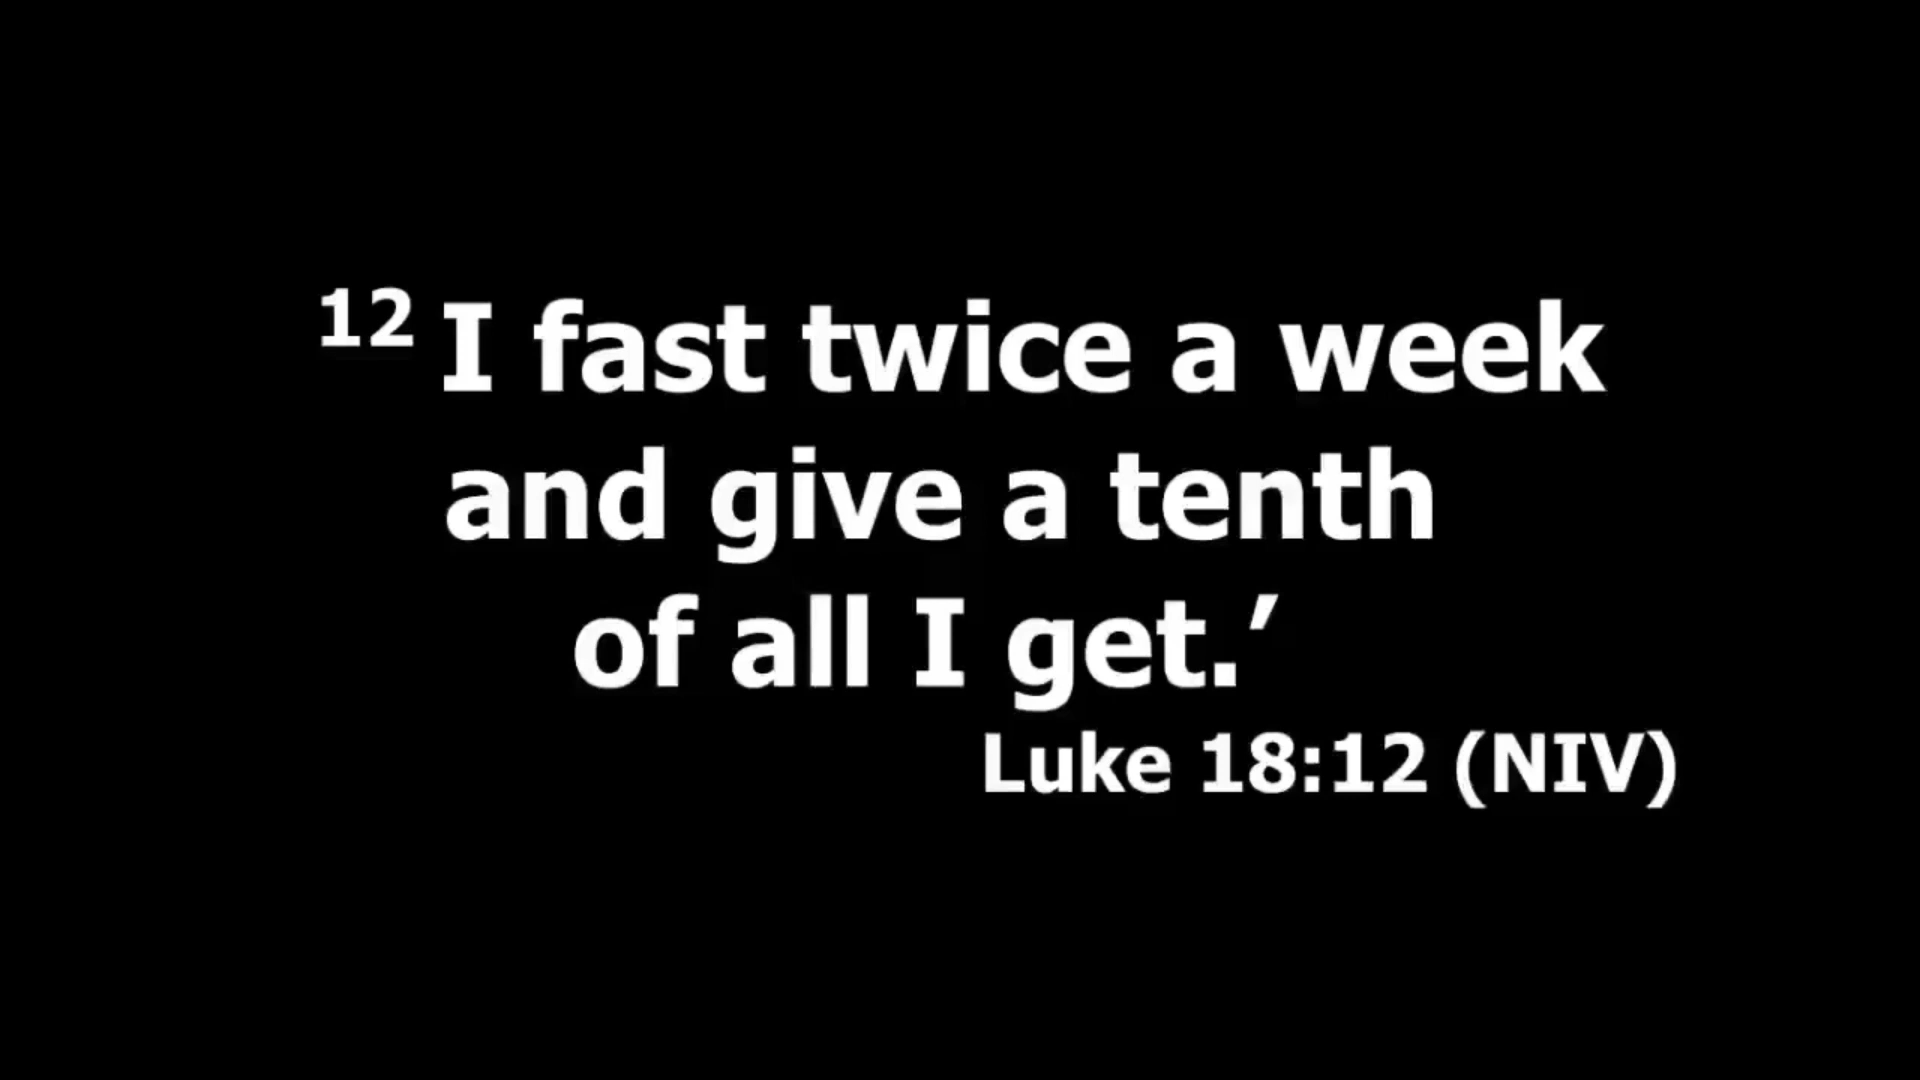 12 I fast twice a week
and give a tenth
of all I get.’
Luke 18:12 (NIV)